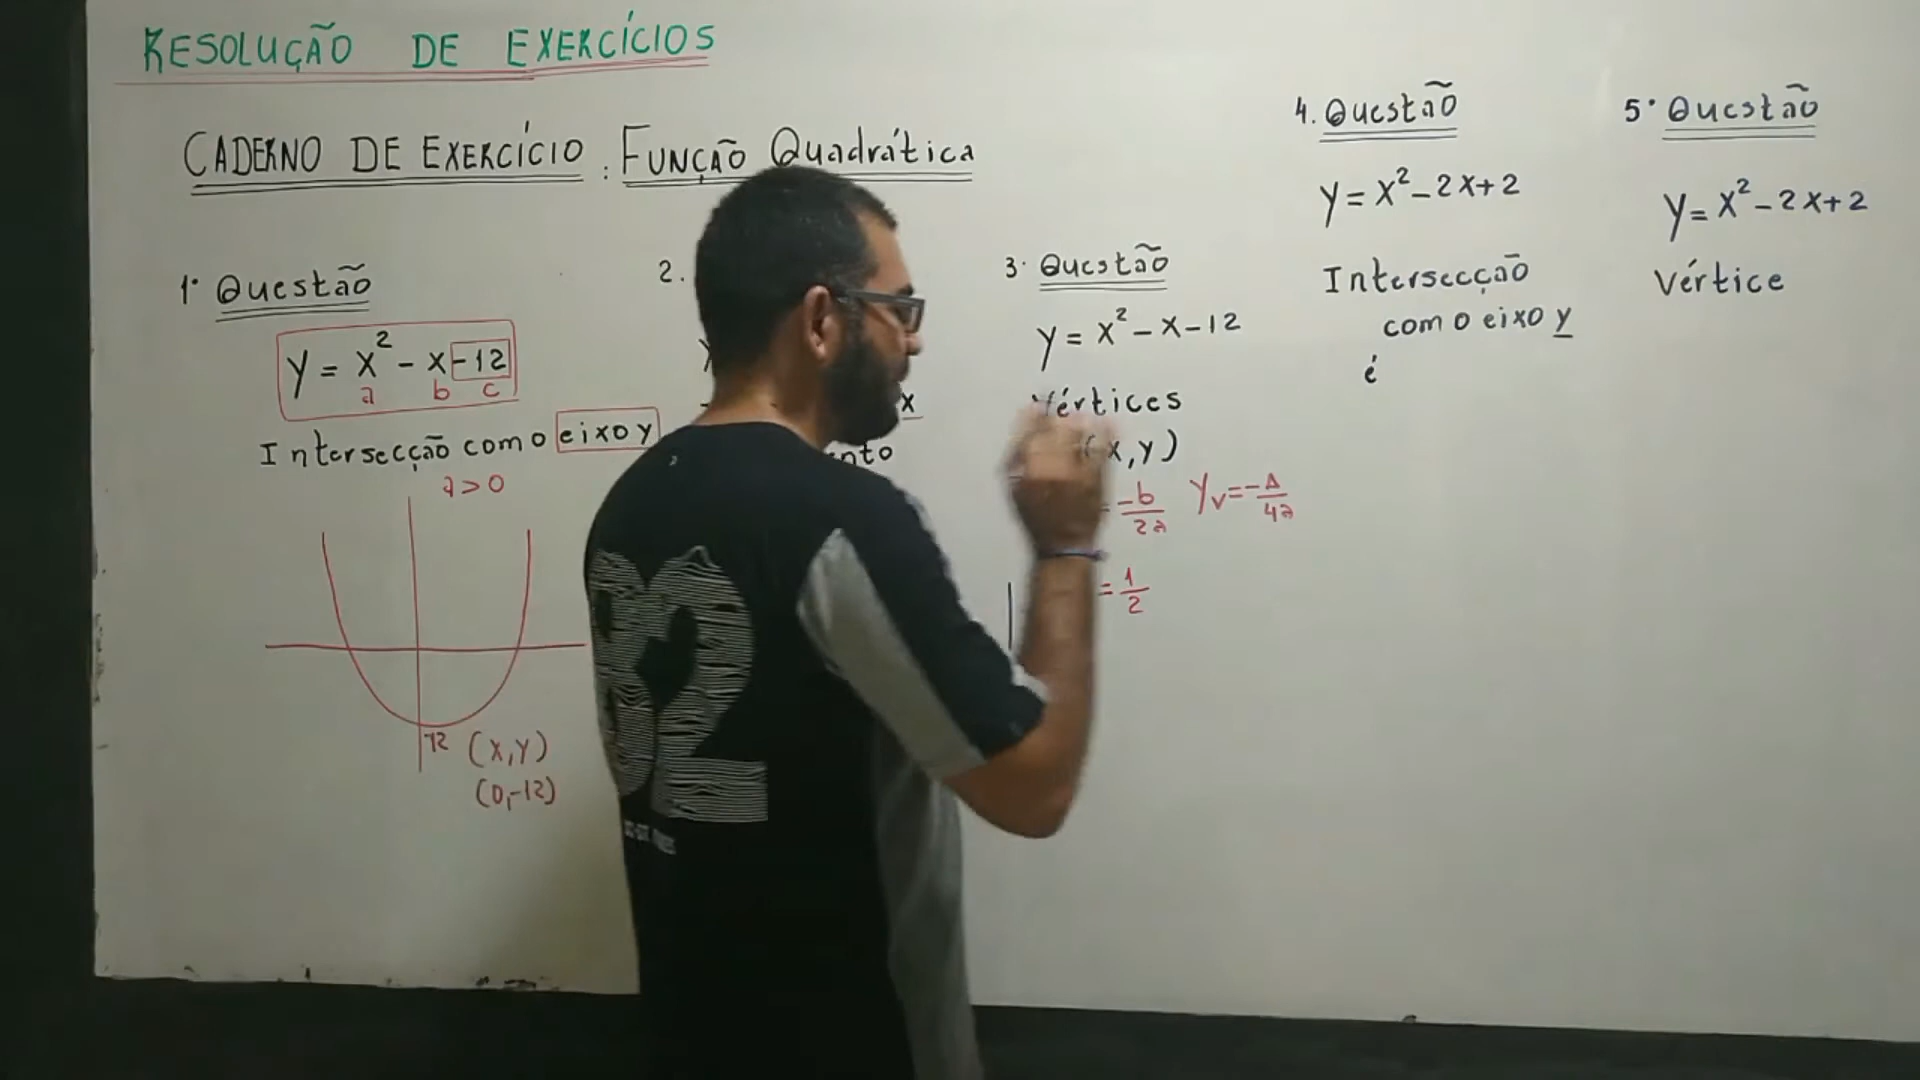 RESOLUÇÃO DE EXERCÍCIOS
CADERNO DE EXERCÍCIO : FUNÇÃO Quadrática
1· Questão
y = x² - x -12
a b c
Intersecção com o eixo y
a > 0
-12 (x,y)
(0,-12)
2.
x
3· Questão
y = x² - x - 12
Vértices
(x,y)
= -b/2a yv = -Δ/4a
= 1/2
4. Questão
y = x² - 2x + 2
Intersecção
com o eixo y
é
5· Questão
y = x² - 2x + 2
Vértice
82